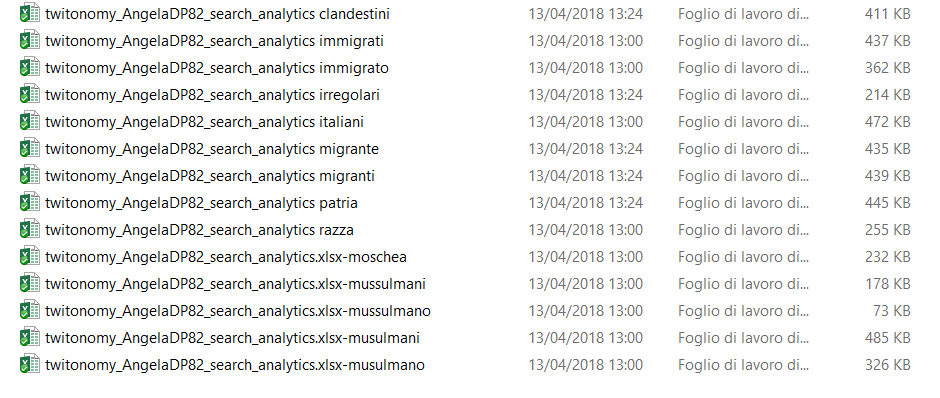 twitonomy_AngelaDP82_search_analytics clandestini 13/04/2018 13:24 Foglio di lavoro di... 411 KB
twitonomy_AngelaDP82_search_analytics immigrati 13/04/2018 13:00 Foglio di lavoro di... 437 KB
twitonomy_AngelaDP82_search_analytics immigrato 13/04/2018 13:00 Foglio di lavoro di... 362 KB
twitonomy_AngelaDP82_search_analytics irregolari 13/04/2018 13:24 Foglio di lavoro di... 214 KB
twitonomy_AngelaDP82_search_analytics italiani 13/04/2018 13:00 Foglio di lavoro di... 472 KB
twitonomy_AngelaDP82_search_analytics migrante 13/04/2018 13:24 Foglio di lavoro di... 435 KB
twitonomy_AngelaDP82_search_analytics migranti 13/04/2018 13:24 Foglio di lavoro di... 439 KB
twitonomy_AngelaDP82_search_analytics patria 13/04/2018 13:24 Foglio di lavoro di... 445 KB
twitonomy_AngelaDP82_search_analytics razza 13/04/2018 13:00 Foglio di lavoro di... 255 KB
twitonomy_AngelaDP82_search_analytics.xlsx-moschea 13/04/2018 13:00 Foglio di lavoro di... 232 KB
twitonomy_AngelaDP82_search_analytics.xlsx-mussulmani 13/04/2018 13:00 Foglio di lavoro di... 178 KB
twitonomy_AngelaDP82_search_analytics.xlsx-mussulmano 13/04/2018 13:00 Foglio di lavoro di... 73 KB
twitonomy_AngelaDP82_search_analytics.xlsx-musulmani 13/04/2018 13:00 Foglio di lavoro di... 485 KB
twitonomy_AngelaDP82_search_analytics.xlsx-musulmano 13/04/2018 13:00 Foglio di lavoro di... 326 KB